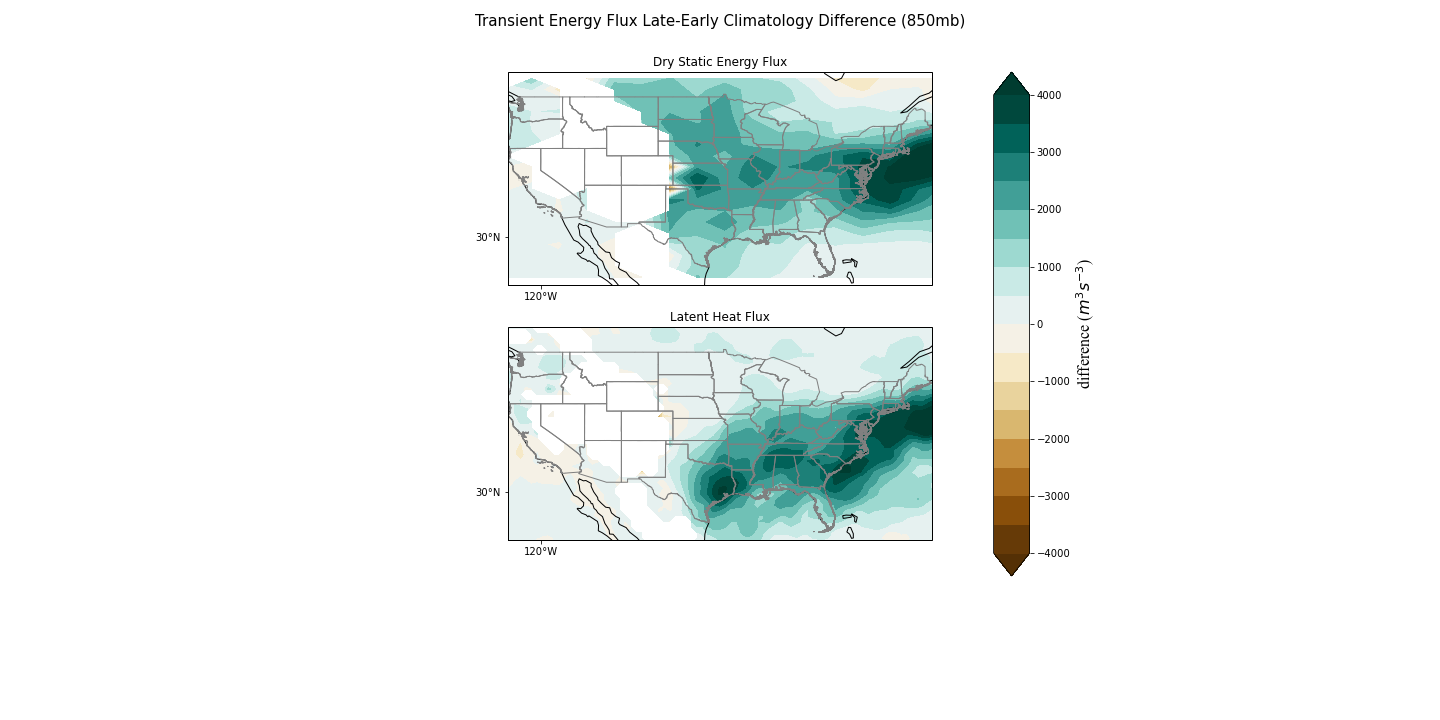 Transient Energy Flux Late-Early Climatology Difference (850mb)
Dry Static Energy Flux
30°N
120°W
Latent Heat Flux
30°N
120°W
4000
3000
2000
1000
0
−1000
−2000
−3000
−4000
difference (m³s⁻³)